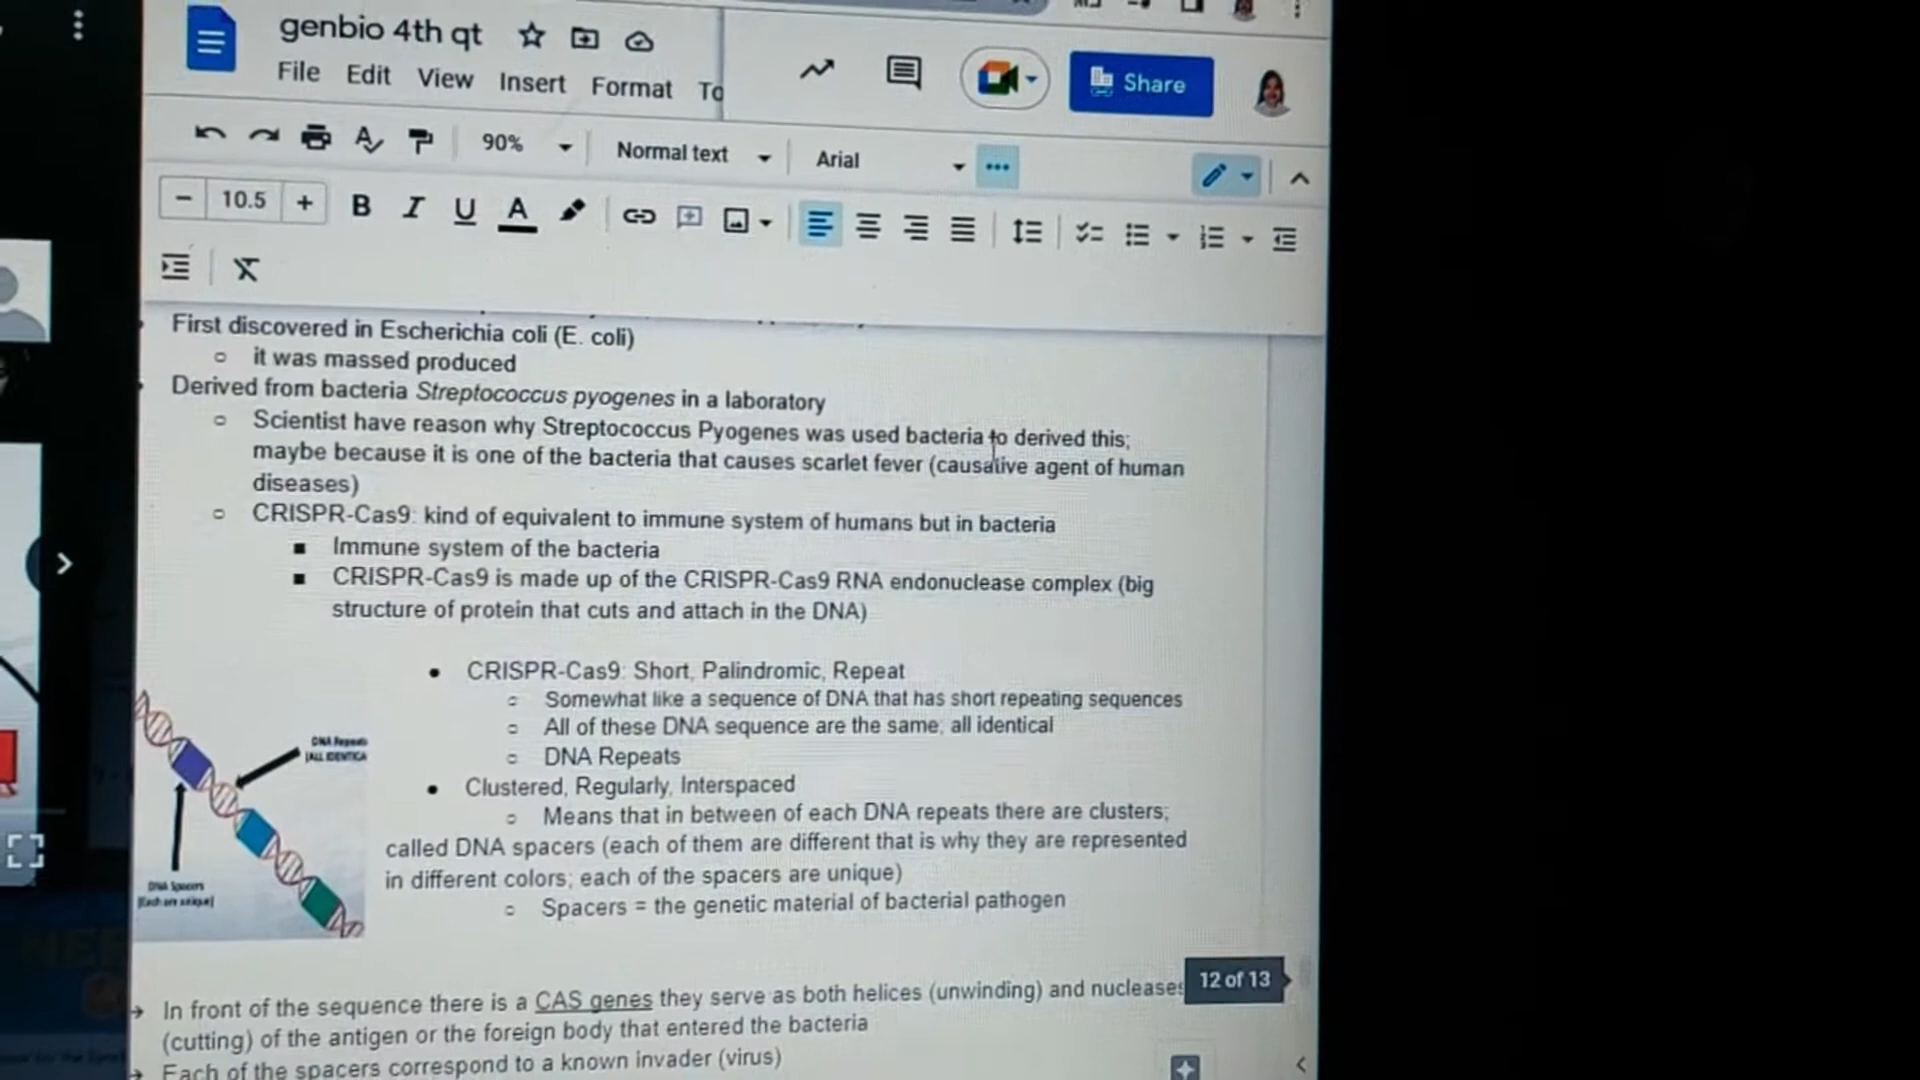 genbio 4th qt
File Edit View Insert Format To
Share
90% Normal text Arial
10.5
B I U A
First discovered in Escherichia coli (E. coli)
it was massed produced
Derived from bacteria Streptococcus pyogenes in a laboratory
Scientist have reason why Streptococcus Pyogenes was used bacteria to derived this;
maybe because it is one of the bacteria that causes scarlet fever (causative agent of human
diseases)
CRISPR-Cas9: kind of equivalent to immune system of humans but in bacteria
Immune system of the bacteria
CRISPR-Cas9 is made up of the CRISPR-Cas9 RNA endonuclease complex (big
structure of protein that cuts and attach in the DNA)
CRISPR-Cas9: Short, Palindromic, Repeat
Somewhat like a sequence of DNA that has short repeating sequences
All of these DNA sequence are the same; all identical
DNA Repeats
Clustered, Regularly, Interspaced
Means that in between of each DNA repeats there are clusters;
called DNA spacers (each of them are different that is why they are represented
in different colors; each of the spacers are unique)
Spacers = the genetic material of bacterial pathogen
DNA Repeats
(ALL IDENTICA
DNA Spacers
(Each are unique)
12 of 13
In front of the sequence there is a CAS genes they serve as both helices (unwinding) and nucleases
(cutting) of the antigen or the foreign body that entered the bacteria
Each of the spacers correspond to a known invader (virus)